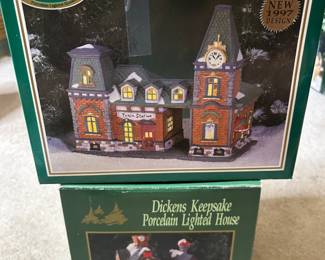 NEW
1997
DESIGN
Train Station
Dickens Keepsake
Porcelain Lighted House